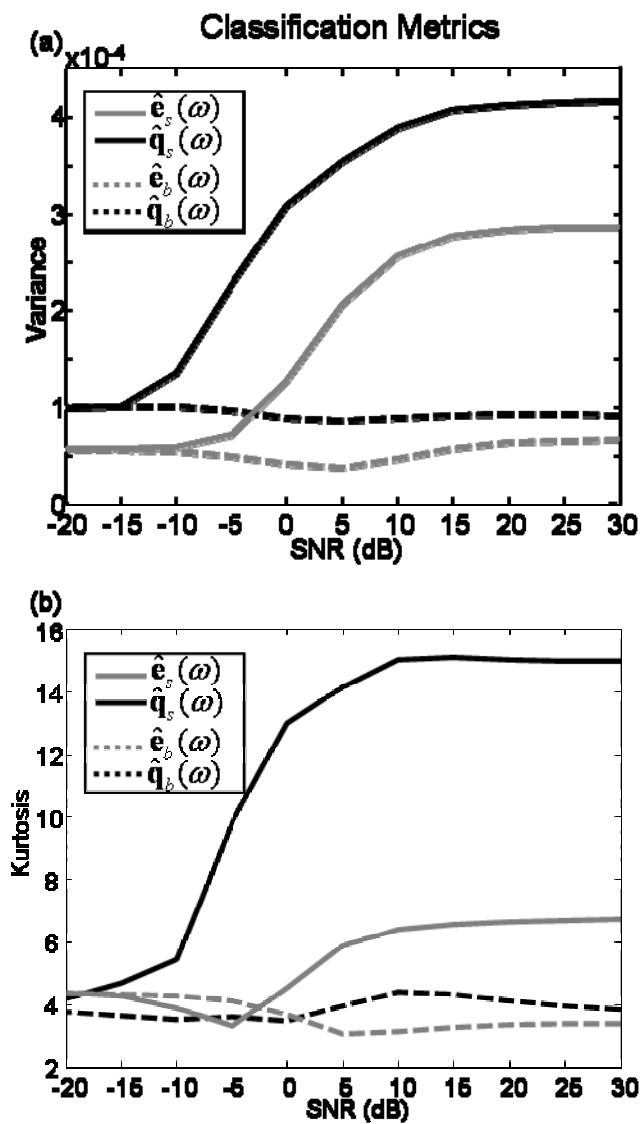 Classification Metrics
(a)
x10-4
4
3
2
1
0
Variance
ê_s(ω)
q̂_s(ω)
ê_b(ω)
q̂_b(ω)
-20 -15 -10 -5 0 5 10 15 20 25 30
SNR (dB)
(b)
16
14
12
10
8
6
4
2
Kurtosis
ê_s(ω)
q̂_s(ω)
ê_b(ω)
q̂_b(ω)
-20 -15 -10 -5 0 5 10 15 20 25 30
SNR (dB)